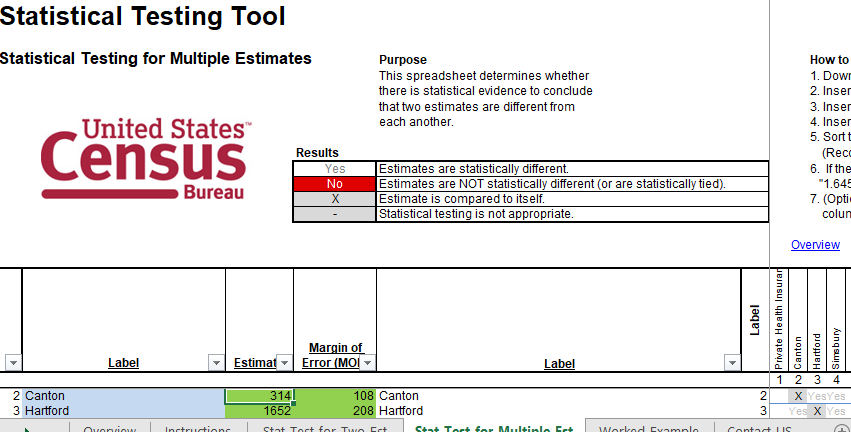 Statistical Testing Tool
Statistical Testing for Multiple Estimates
Purpose
This spreadsheet determines whether
there is statistical evidence to conclude
that two estimates are different from
each another.
How to
1. Down
2. Inser
3. Inser
4. Inser
5. Sort t
(Reco
6. If the
"1.645
7. (Opti
colun
Overview
United States™
Census
Bureau
Results
Yes Estimates are statistically different.
No Estimates are NOT statistically different (or are statistically tied).
X Estimate is compared to itself.
- Statistical testing is not appropriate.
Label Estimat Margin of
Error (MO Label Label
Private Health Insuran
Canton
Hartford
Simsbury
1 2 3 4
2 Canton 314 108 Canton 2 X Yes Yes
3 Hartford 1652 208 Hartford 3 Yes X Yes
Overview Instructions Stat Test for Two Est Stat Test for Multiple Est Worked Example Contact US